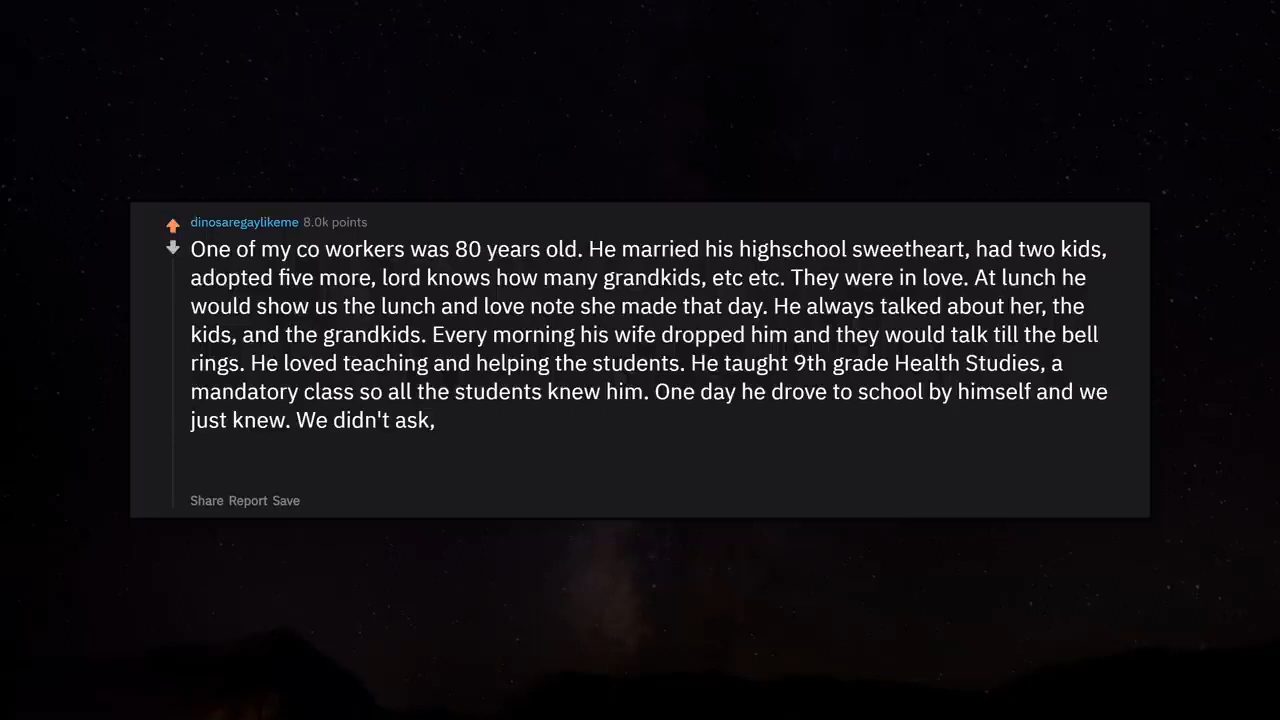 dinosaregaylikeme 8.0k points
One of my co workers was 80 years old. He married his highschool sweetheart, had two kids,
adopted five more, lord knows how many grandkids, etc etc. They were in love. At lunch he
would show us the lunch and love note she made that day. He always talked about her, the
kids, and the grandkids. Every morning his wife dropped him and they would talk till the bell
rings. He loved teaching and helping the students. He taught 9th grade Health Studies, a
mandatory class so all the students knew him. One day he drove to school by himself and we
just knew. We didn't ask,
Share Report Save